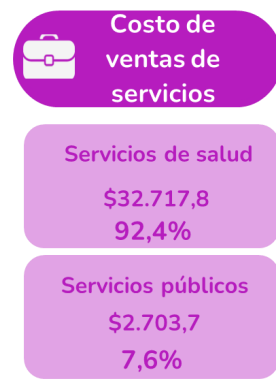 Costo de
ventas de
servicios
Servicios de salud
$32.717,8
92,4%
Servicios públicos
$2.703,7
7,6%